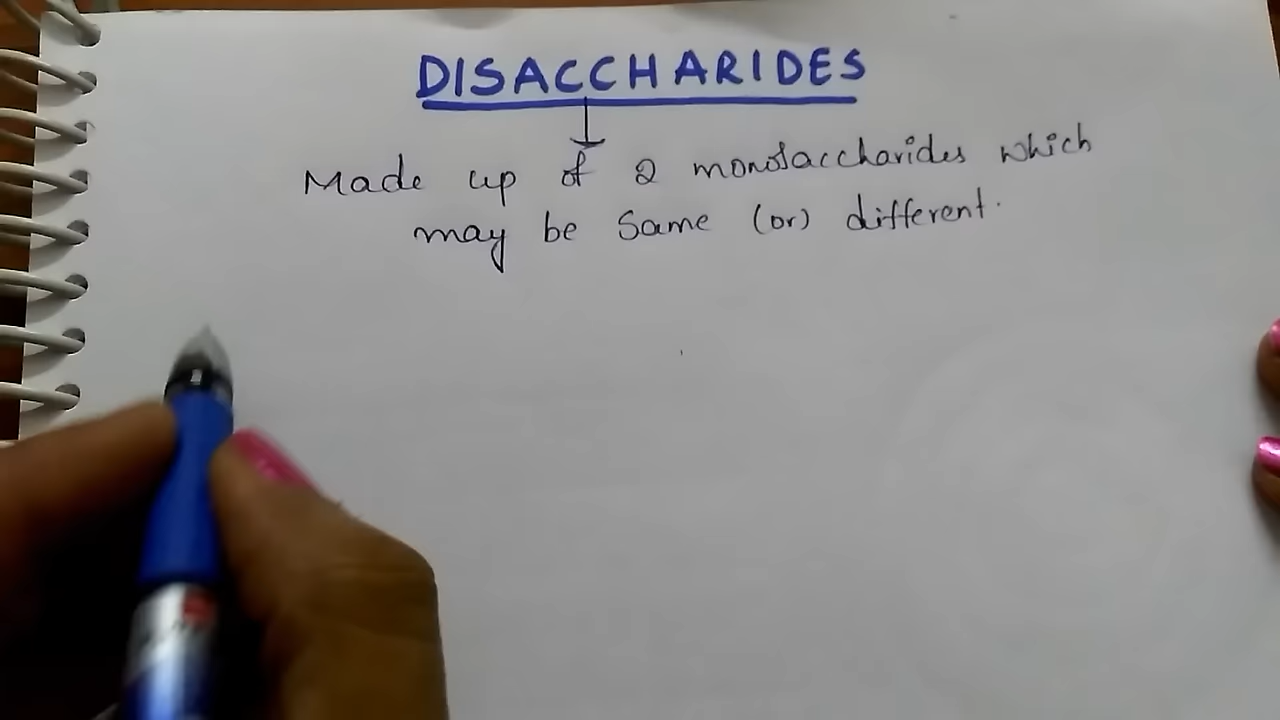 DISACCHARIDES
Made up of 2 monosaccharides which
may be Same (or) different.